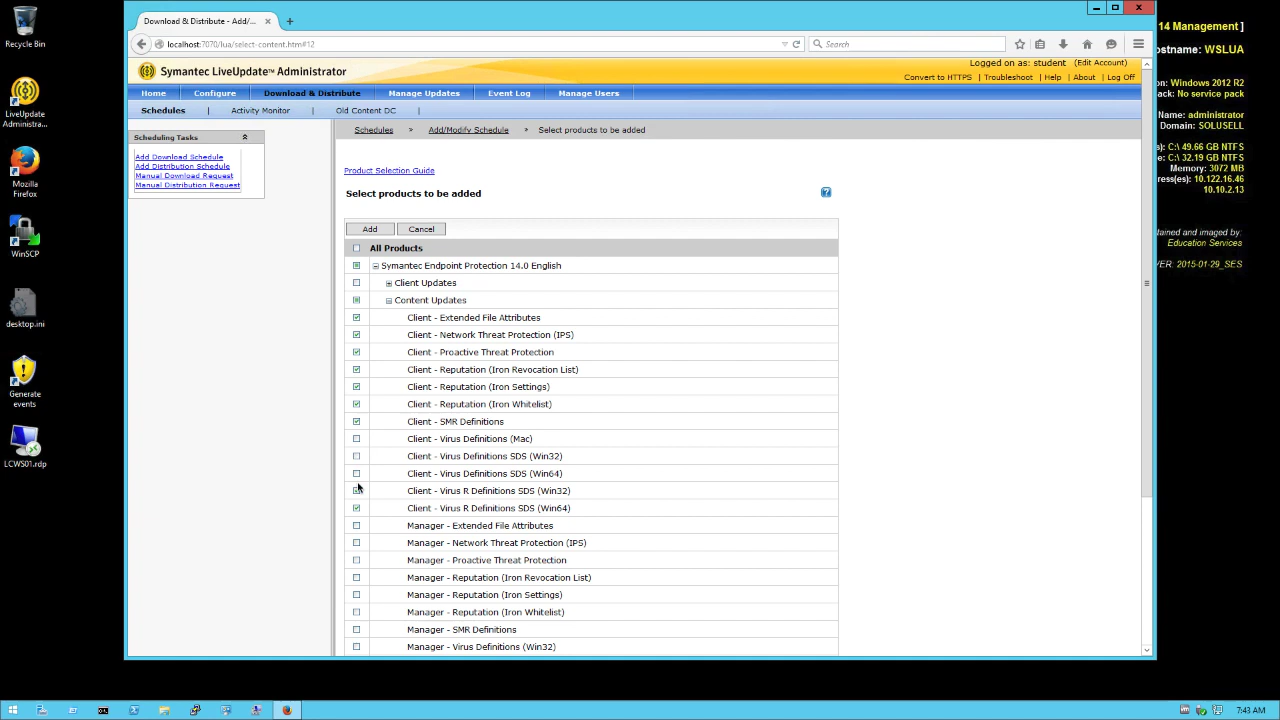 Recycle Bin
LiveUpdate
Administra...
Mozilla
Firefox
WinSCP
desktop.ini
Generate
events
LCWS01.rdp
Download & Distribute - Add/...
localhost:7070/lua/select-content.htm#12
Search
Symantec LiveUpdate™ Administrator
Logged on as: student (Edit Account)
Convert to HTTPS | Troubleshoot | Help | About | Log Off
Home Configure Download & Distribute Manage Updates Event Log Manage Users
Schedules | Activity Monitor | Old Content DC
Scheduling Tasks
Add Download Schedule
Add Distribution Schedule
Manual Download Request
Manual Distribution Request
Schedules > Add/Modify Schedule > Select products to be added
Product Selection Guide
Select products to be added
Add Cancel
All Products
Symantec Endpoint Protection 14.0 English
Client Updates
Content Updates
Client - Extended File Attributes
Client - Network Threat Protection (IPS)
Client - Proactive Threat Protection
Client - Reputation (Iron Revocation List)
Client - Reputation (Iron Settings)
Client - Reputation (Iron Whitelist)
Client - SMR Definitions
Client - Virus Definitions (Mac)
Client - Virus Definitions SDS (Win32)
Client - Virus Definitions SDS (Win64)
Client - Virus R Definitions SDS (Win32)
Client - Virus R Definitions SDS (Win64)
Manager - Extended File Attributes
Manager - Network Threat Protection (IPS)
Manager - Proactive Threat Protection
Manager - Reputation (Iron Revocation List)
Manager - Reputation (Iron Settings)
Manager - Reputation (Iron Whitelist)
Manager - SMR Definitions
Manager - Virus Definitions (Win32)
14 Management ]
ostname: WSLUA
on: Windows 2012 R2
ack: No service pack
Name: administrator
Domain: SOLUSELL
s): C:\ 49.66 GB NTFS
ce: C:\ 32.19 GB NTFS
Memory: 3072 MB
ress(es): 10.122.16.46
10.10.2.13
tained and imaged by:
Education Services
VER: 2015-01-29_SES
7:43 AM